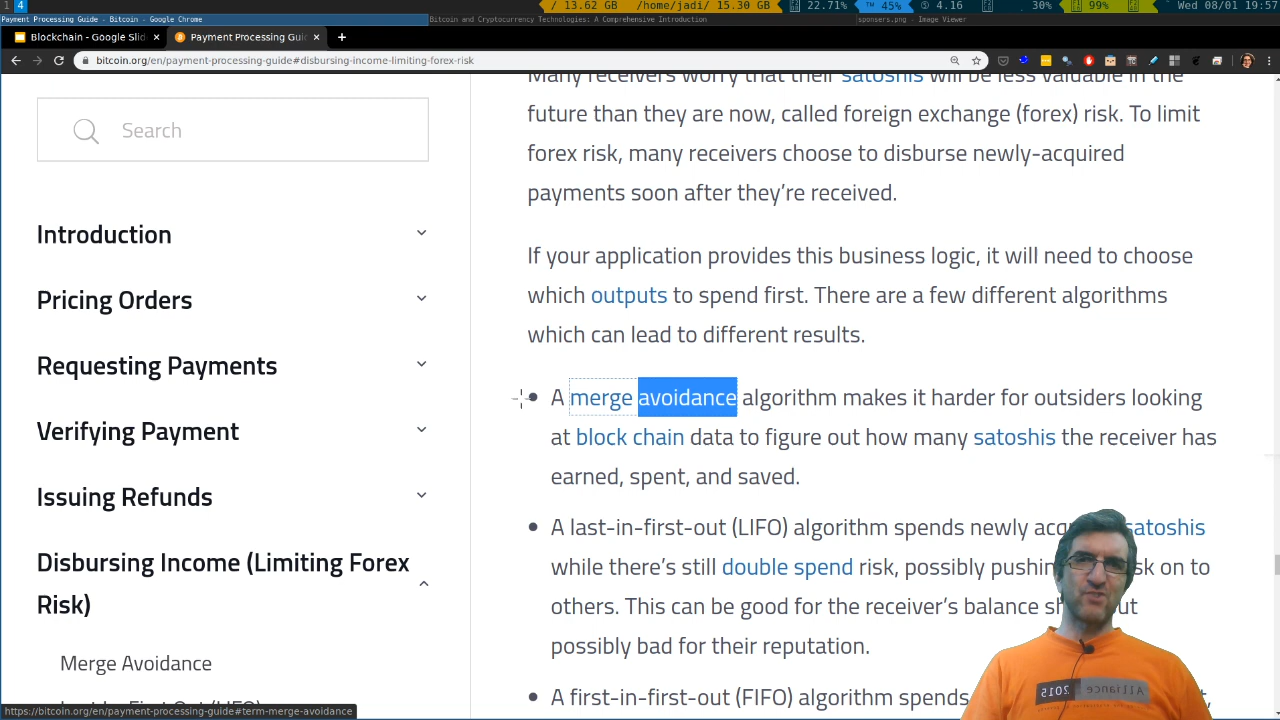 1 4 / 13.62 GB /home/jadi/ 15.30 GB 22.71% 45% 4.16 30% 99% Wed 08/01 19:57
Payment Processing Guide - Bitcoin - Google Chrome Bitcoin and Cryptocurrency Technologies: A Comprehensive Introduction sponsers.png - Image Viewer
Blockchain - Google Slid Payment Processing Gui
bitcoin.org/en/payment-processing-guide#disbursing-income-limiting-forex-risk
Search
Introduction
Pricing Orders
Requesting Payments
Verifying Payment
Issuing Refunds
Disbursing Income (Limiting Forex
Risk)
Merge Avoidance
Many receivers worry that their satoshis will be less valuable in the
future than they are now, called foreign exchange (forex) risk. To limit
forex risk, many receivers choose to disburse newly-acquired
payments soon after they’re received.
If your application provides this business logic, it will need to choose
which outputs to spend first. There are a few different algorithms
which can lead to different results.
A merge avoidance algorithm makes it harder for outsiders looking
at block chain data to figure out how many satoshis the receiver has
earned, spent, and saved.
A last-in-first-out (LIFO) algorithm spends newly satoshis
while there’s still double spend risk, possibly on to
others. This can be good for the receiver’s balance
possibly bad for their reputation.
A first-in-first-out (FIFO) algorithm spends
https://bitcoin.org/en/payment-processing-guide#term-merge-avoidance
2015 Alliance